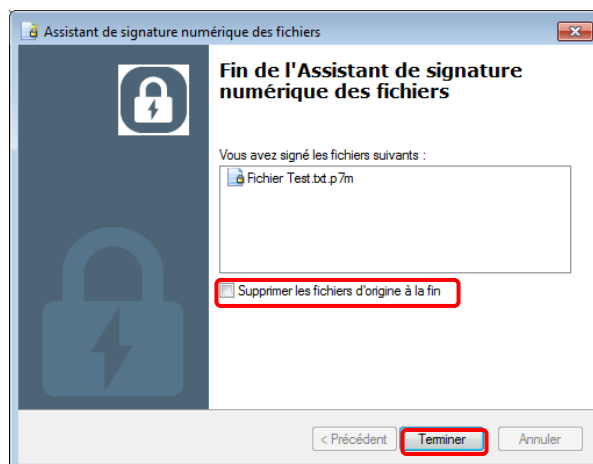 Assistant de signature numérique des fichiers
Fin de l'Assistant de signature
numérique des fichiers
Vous avez signé les fichiers suivants :
Fichier Test.txt.p7m
Supprimer les fichiers d'origine à la fin
< Précédent Terminer Annuler